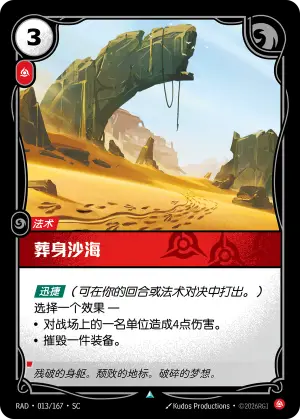 3
法术
葬身沙海
迅捷（可在你的回合或法术对决中打出。）
选择一个效果 —
• 对战场上的一名单位造成4点伤害。
• 摧毁一件装备。
残破的身躯。颓败的地标。破碎的梦想。
RAD • 013/167 • SC
Kudos Productions • ©2026RGI